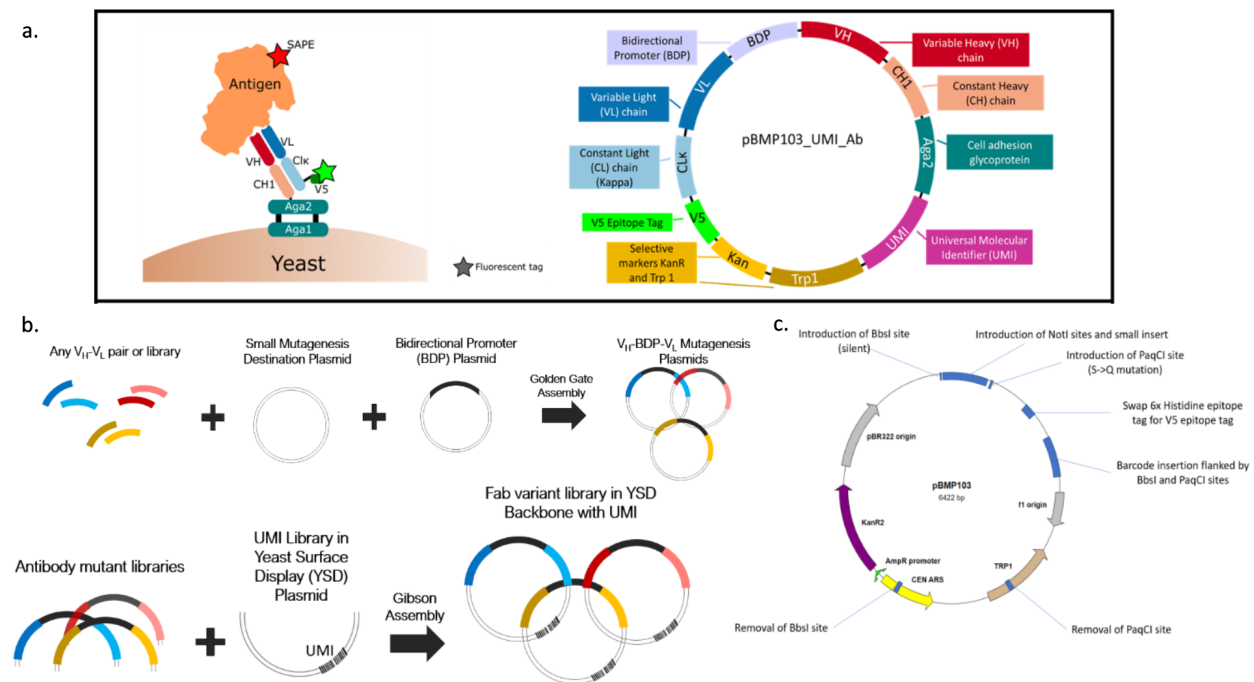 a.
SAPE
Antigen
VL
VH
Clκ
CH1
V5
Aga2
Aga1
Yeast
Fluorescent tag
Bidirectional
Promoter (BDP)
Variable Light
(VL) chain
Constant Light
(CL) chain
(Kappa)
V5 Epitope Tag
Selective
markers KanR
and Trp 1
BDP
VH
CH1
Aga2
UMI
Trp1
Kan
V5
CLκ
VL
pBMP103_UMI_Ab
Variable Heavy (VH)
chain
Constant Heavy
(CH) chain
Cell adhesion
glycoprotein
Universal Molecular
Identifier (UMI)
b.
Any VH-VL pair or library
Small Mutagenesis
Destination Plasmid
Bidirectional Promoter
(BDP) Plasmid
Golden Gate
Assembly
VH-BDP-VL Mutagenesis
Plasmids
Antibody mutant libraries
UMI Library in
Yeast Surface
Display (YSD)
Plasmid
UMI
Gibson
Assembly
Fab variant library in YSD
Backbone with UMI
c.
Introduction of BbsI site
(silent)
Introduction of NotI sites and small insert
Introduction of PaqCI site
(S->Q mutation)
Swap 6x Histidine epitope
tag for V5 epitope tag
Barcode insertion flanked by
BbsI and PaqCI sites
pBR322 origin
pBMP103
6422 bp
f1 origin
KanR2
AmpR promoter
CEN ARS
TRP1
Removal of BbsI site
Removal of PaqCI site